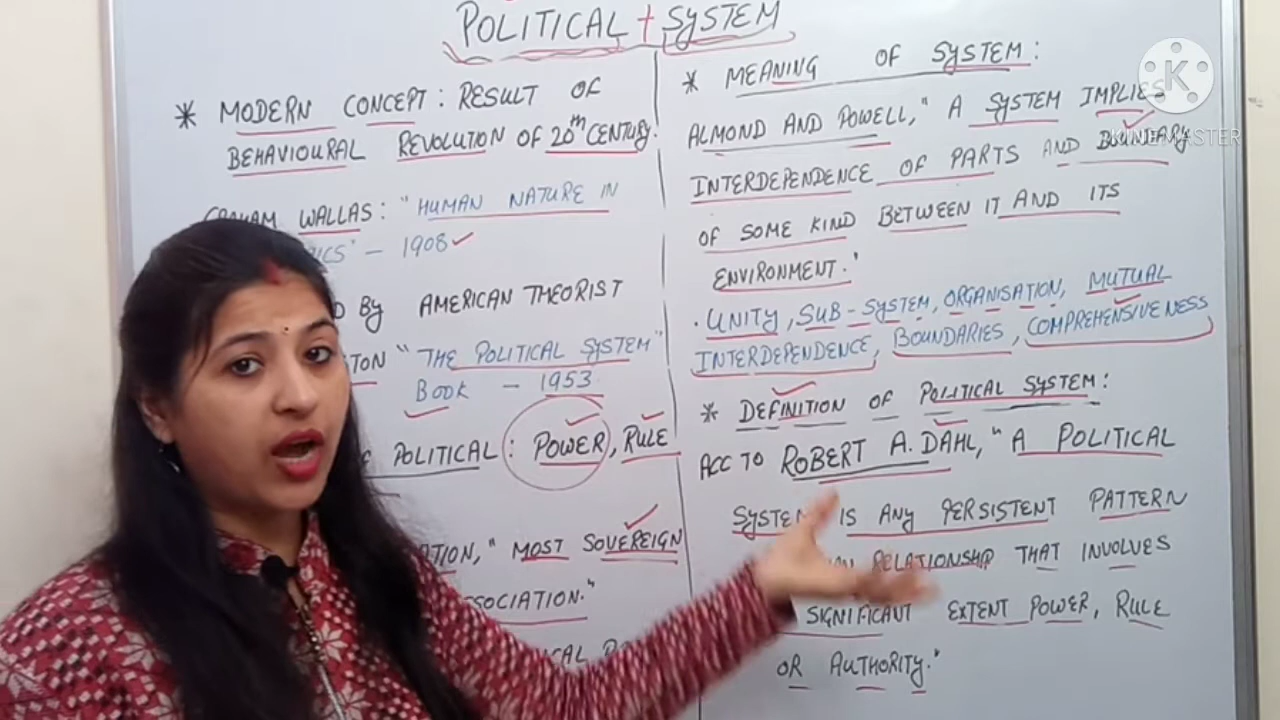 POLITICAL + SYSTEM
* MODERN CONCEPT: RESULT OF
BEHAVIOURAL REVOLUTION OF 20th CENTURY.
WALLAS: "HUMAN NATURE IN
- 1908
BY AMERICAN THEORIST
"THE POLITICAL SYSTEM"
BOOK - 1953
POLITICAL: POWER, RULE
"MOST SOVEREIGN
* MEANING OF SYSTEM:
ALMOND AND POWELL, "A SYSTEM IMPLIES
INTERDEPENDENCE OF PARTS AND BOUNDARY
OF SOME KIND BETWEEN IT AND ITS
ENVIRONMENT."
. UNITY, SUB-SYSTEM, ORGANISATION, MUTUAL
INTERDEPENDENCE, BOUNDARIES, COMPREHENSIVENESS
* DEFINITION OF POLITICAL SYSTEM:
ACC TO ROBERT A. DAHL, "A POLITICAL
SYSTEM IS ANY PERSISTENT PATTERN
RELATIONSHIP THAT INVOLVES
SIGNIFICANT EXTENT POWER, RULE
OR AUTHORITY."
K
KINEMASTER